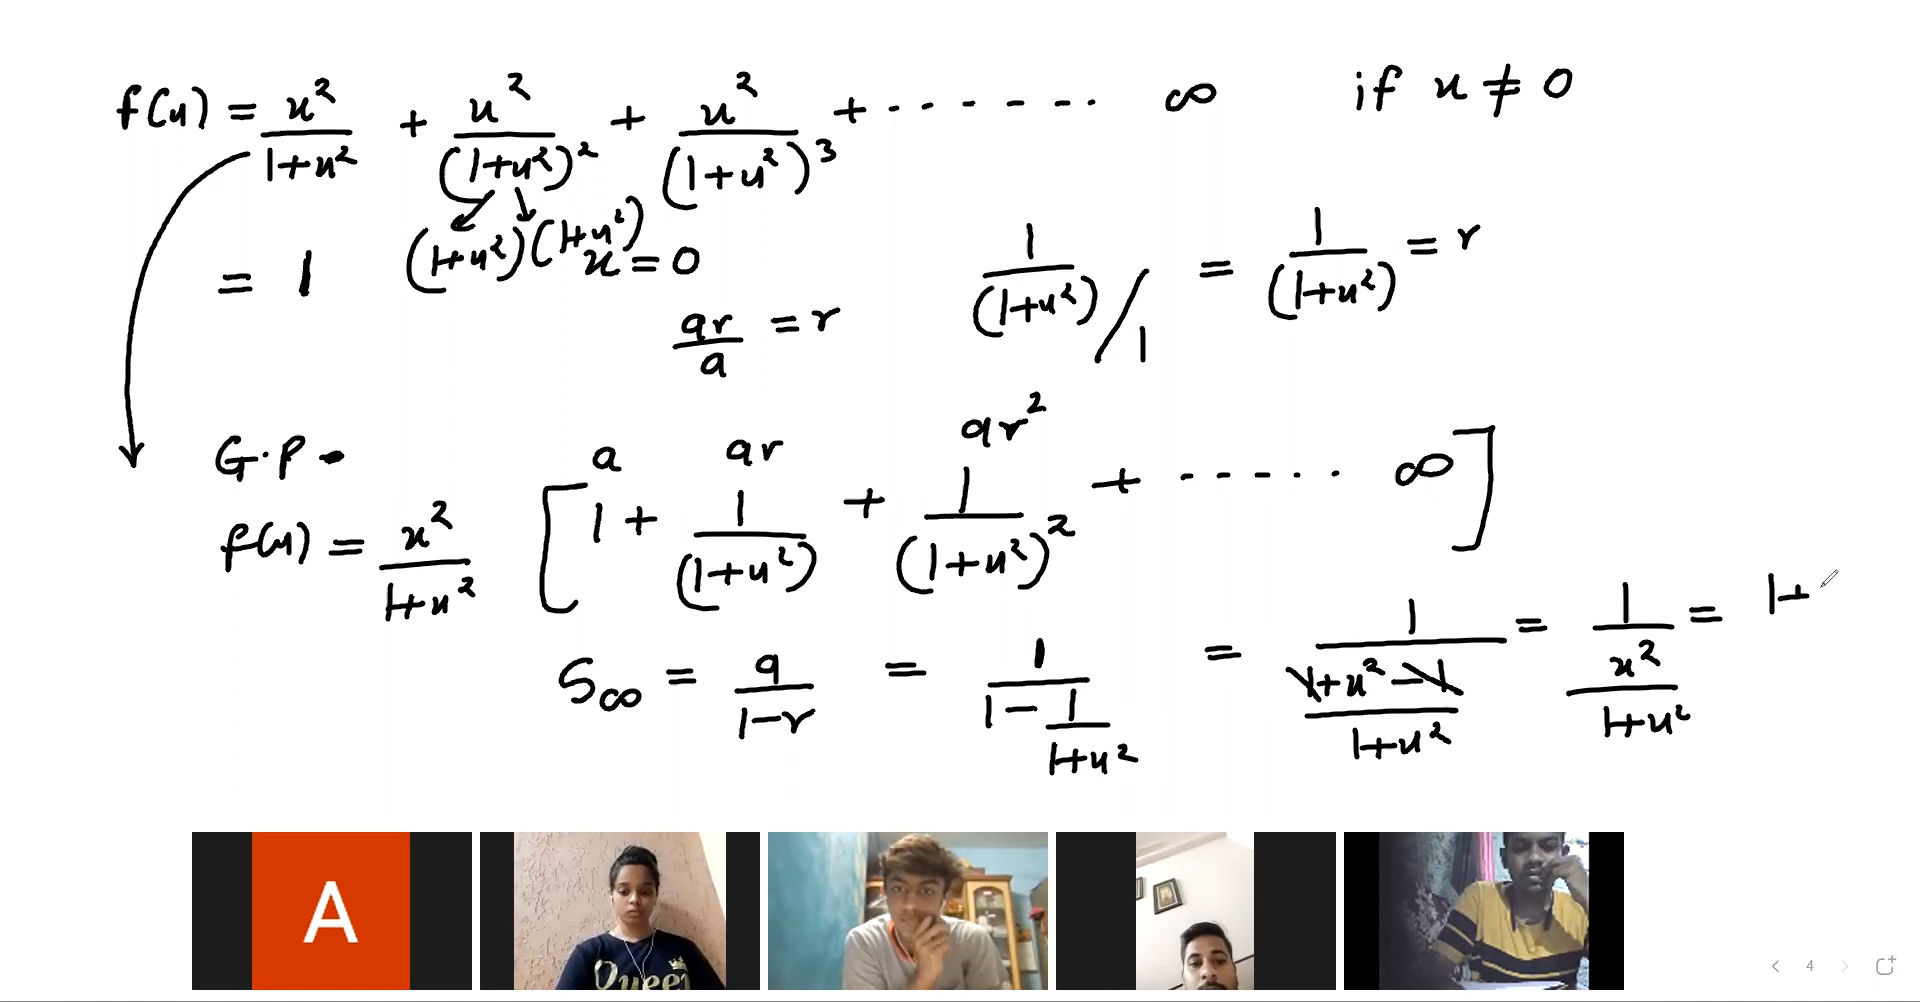 f(x) = x²/(1+x²) + x²/(1+x²)² + x²/(1+x²)³ + ------- ∞ if x ≠ 0
(1+x²)(1+x²)
= 1 x = 0
1/(1+x²) / 1 = 1/(1+x²) = r
ar/a = r
G.P -
a ar ar²
f(x) = x²/(1+x²) [1 + 1/(1+x²) + 1/(1+x²)² + ------ ∞]
S∞ = a/(1-r) = 1/(1 - 1/(1+x²)) = 1/((1+x²-1)/(1+x²)) = 1/(x²/(1+x²)) = 1+
A
Queen
4